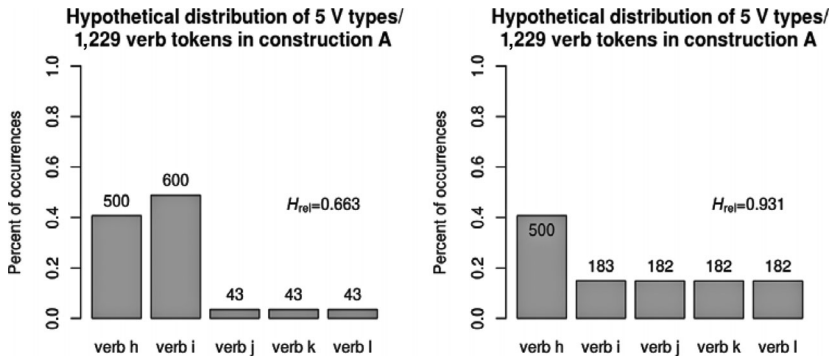 Hypothetical distribution of 5 V types/
1,229 verb tokens in construction A
Percent of occurrences
1.0
0.8
0.6
0.4
0.2
0.0
500
600
43
43
43
Hrel=0.663
verb h
verb i
verb j
verb k
verb l
Hypothetical distribution of 5 V types/
1,229 verb tokens in construction A
Percent of occurrences
1.0
0.8
0.6
0.4
0.2
0.0
500
183
182
182
182
Hrel=0.931
verb h
verb i
verb j
verb k
verb l